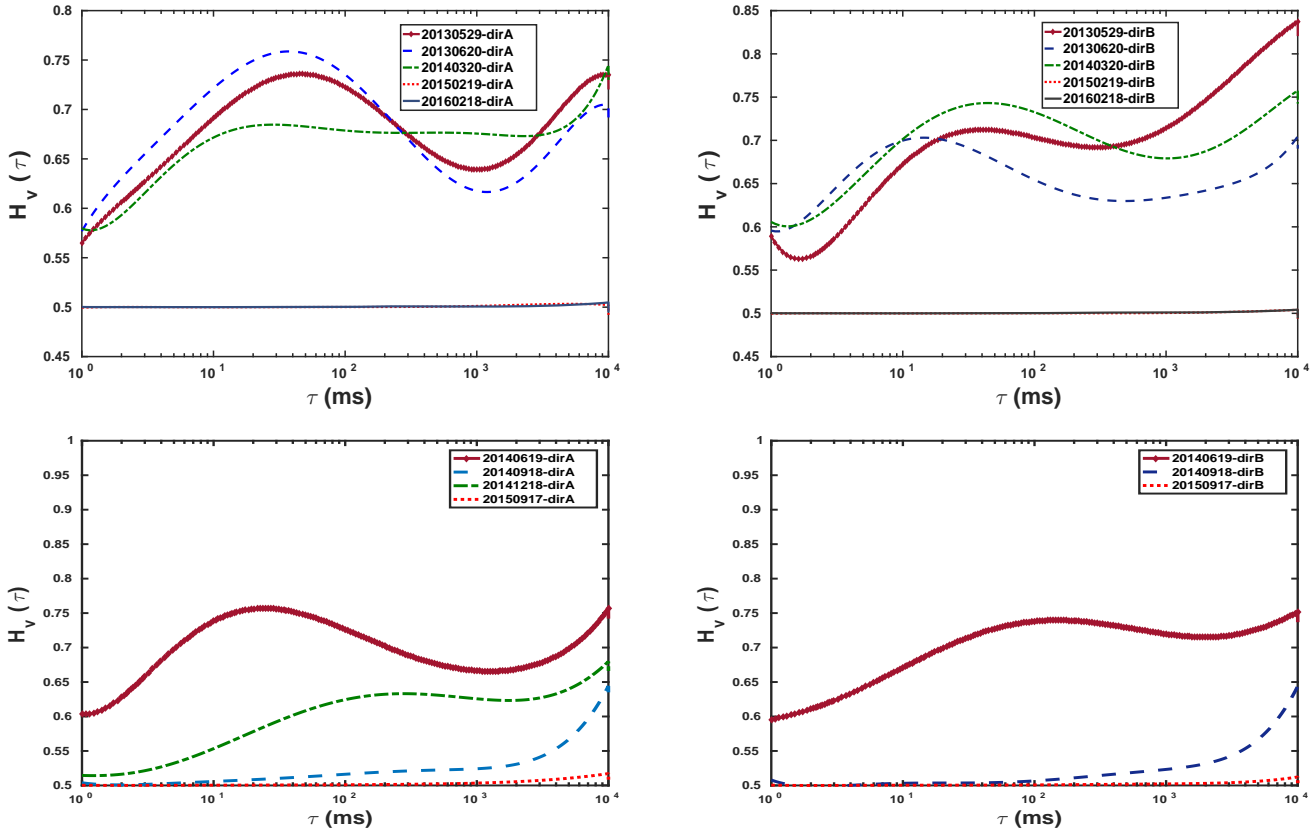 0.8
0.75
0.7
0.65
0.6
0.55
0.5
0.45
H v (τ)
10 0
10 1
10 2
10 3
10 4
τ (ms)
20130529-dirA
20130620-dirA
20140320-dirA
20150219-dirA
20160218-dirA
0.85
0.8
0.75
0.7
0.65
0.6
0.55
0.5
0.45
H v (τ)
10 0
10 1
10 2
10 3
10 4
τ (ms)
20130529-dirB
20130620-dirB
20140320-dirB
20150219-dirB
20160218-dirB
1
0.95
0.9
0.85
0.8
0.75
0.7
0.65
0.6
0.55
0.5
H v (τ)
10 0
10 1
10 2
10 3
10 4
τ (ms)
20140619-dirA
20140918-dirA
20141218-dirA
20150917-dirA
1
0.95
0.9
0.85
0.8
0.75
0.7
0.65
0.6
0.55
0.5
H v (τ)
10 0
10 1
10 2
10 3
10 4
τ (ms)
20140619-dirB
20140918-dirB
20150917-dirB